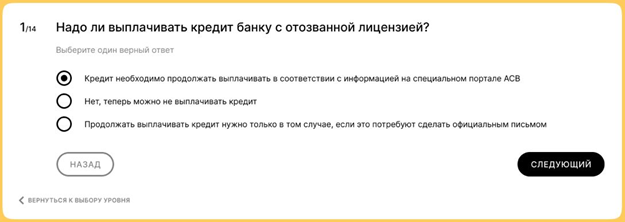 1/14 Надо ли выплачивать кредит банку с отозванной лицензией?
Выберите один верный ответ
Кредит необходимо продолжать выплачивать в соответствии с информацией на специальном портале АСВ
Нет, теперь можно не выплачивать кредит
Продолжать выплачивать кредит нужно только в том случае, если это потребуют сделать официальным письмом
НАЗАД
СЛЕДУЮЩИЙ
ВЕРНУТЬСЯ К ВЫБОРУ УРОВНЯ